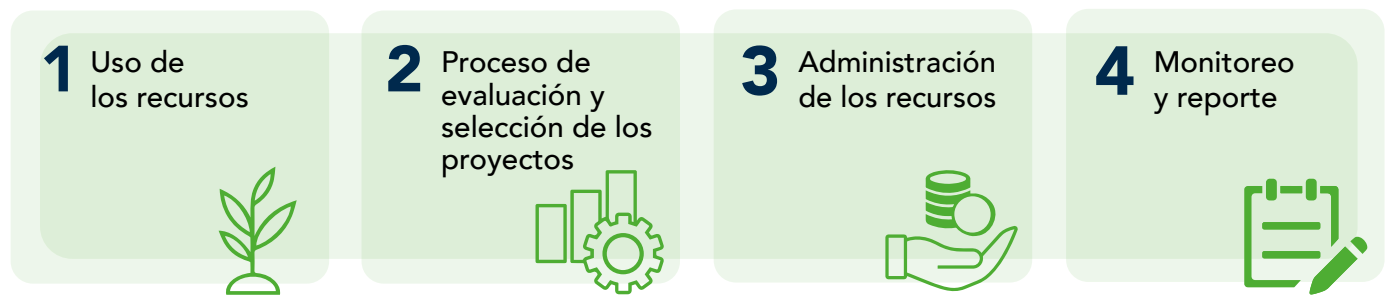 1
Uso de
los recursos
2
Proceso de
evaluación y
selección de los
proyectos
3
Administración
de los recursos
4
Monitoreo
y reporte